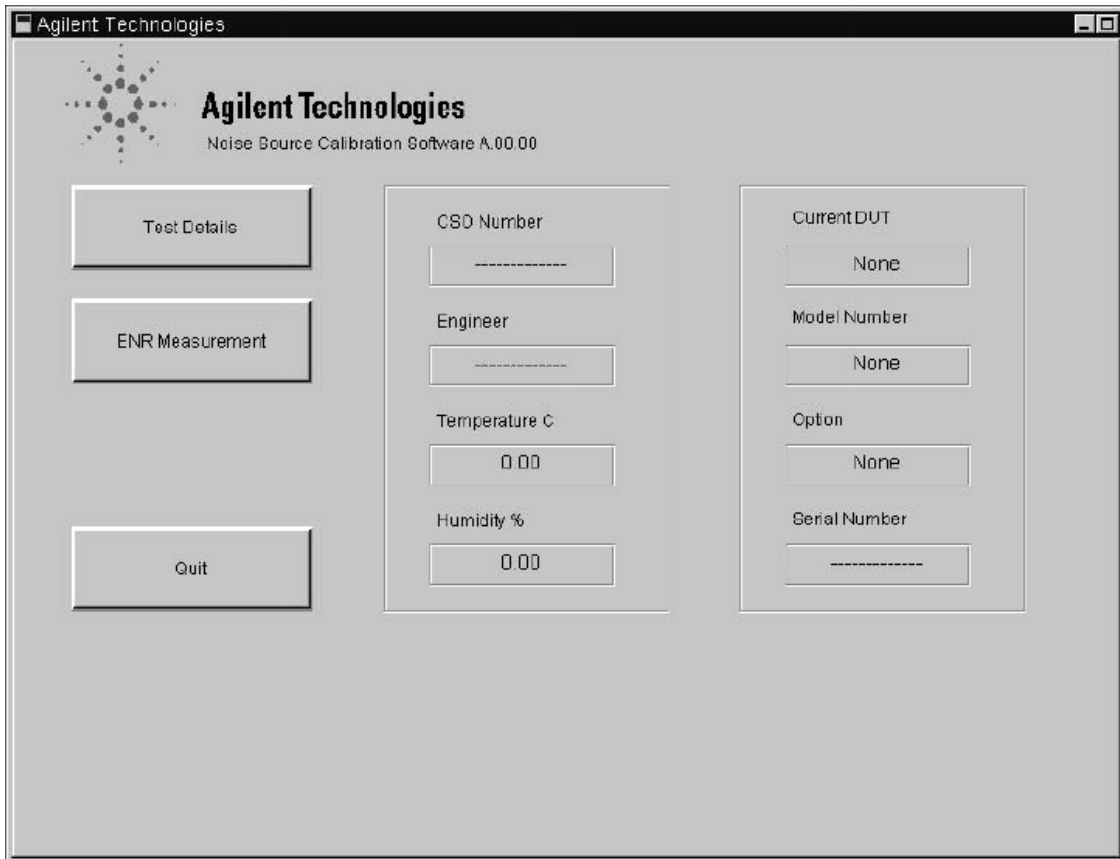 Agilent Technologies
Agilent Technologies
Noise Source Calibration Software A.00.00
Test Details
ENR Measurement
Quit
CSO Number
-------------
Engineer
-------------
Temperature C
0.00
Humidity %
0.00
Current DUT
None
Model Number
None
Option
None
Serial Number
-------------